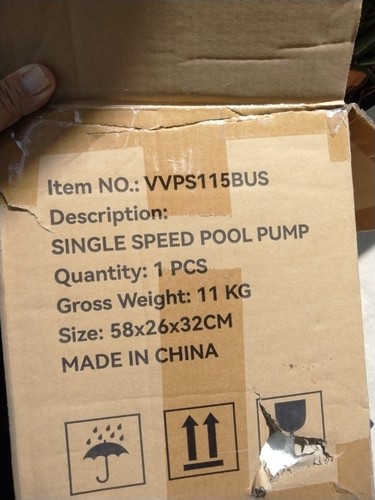 Item NO.: VVPS115BUS
Description:
SINGLE SPEED POOL PUMP
Quantity: 1 PCS
Gross Weight: 11 KG
Size: 58x26x32CM
MADE IN CHINA